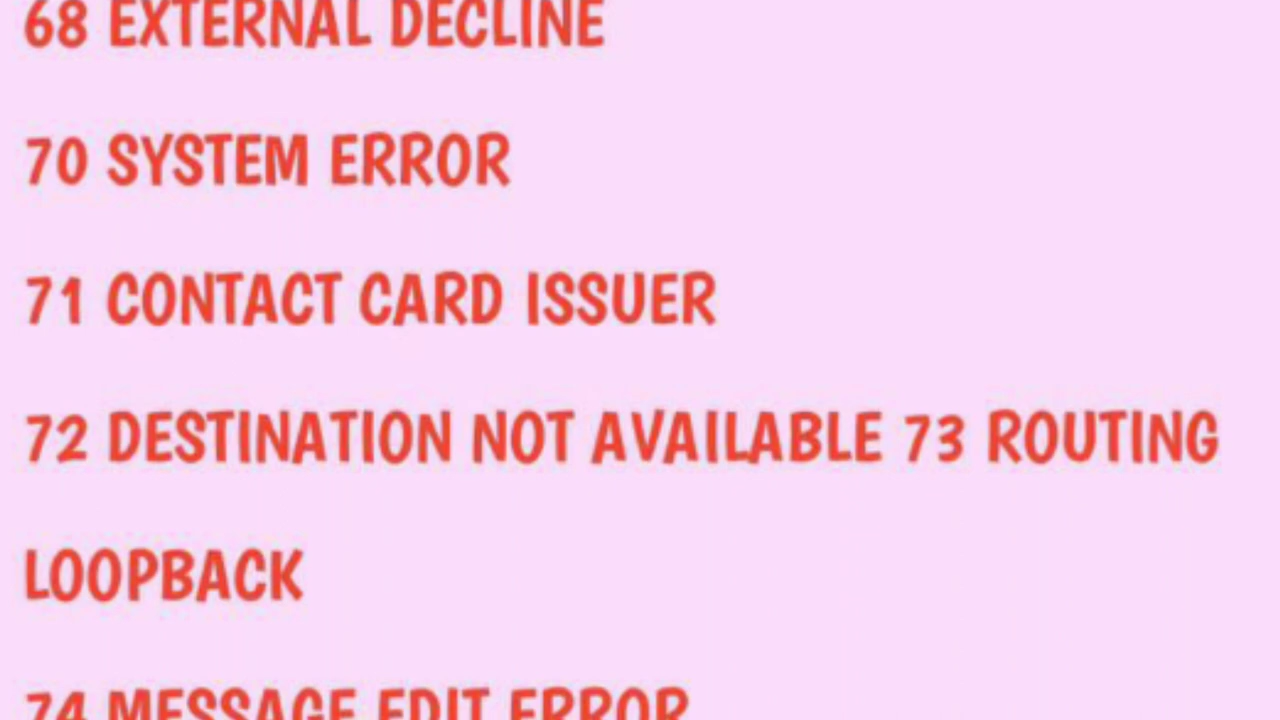 68 EXTERNAL DECLINE
70 SYSTEM ERROR
71 CONTACT CARD ISSUER
72 DESTINATION NOT AVAILABLE 73 ROUTING
LOOPBACK
74 MESSAGE EDIT ERROR